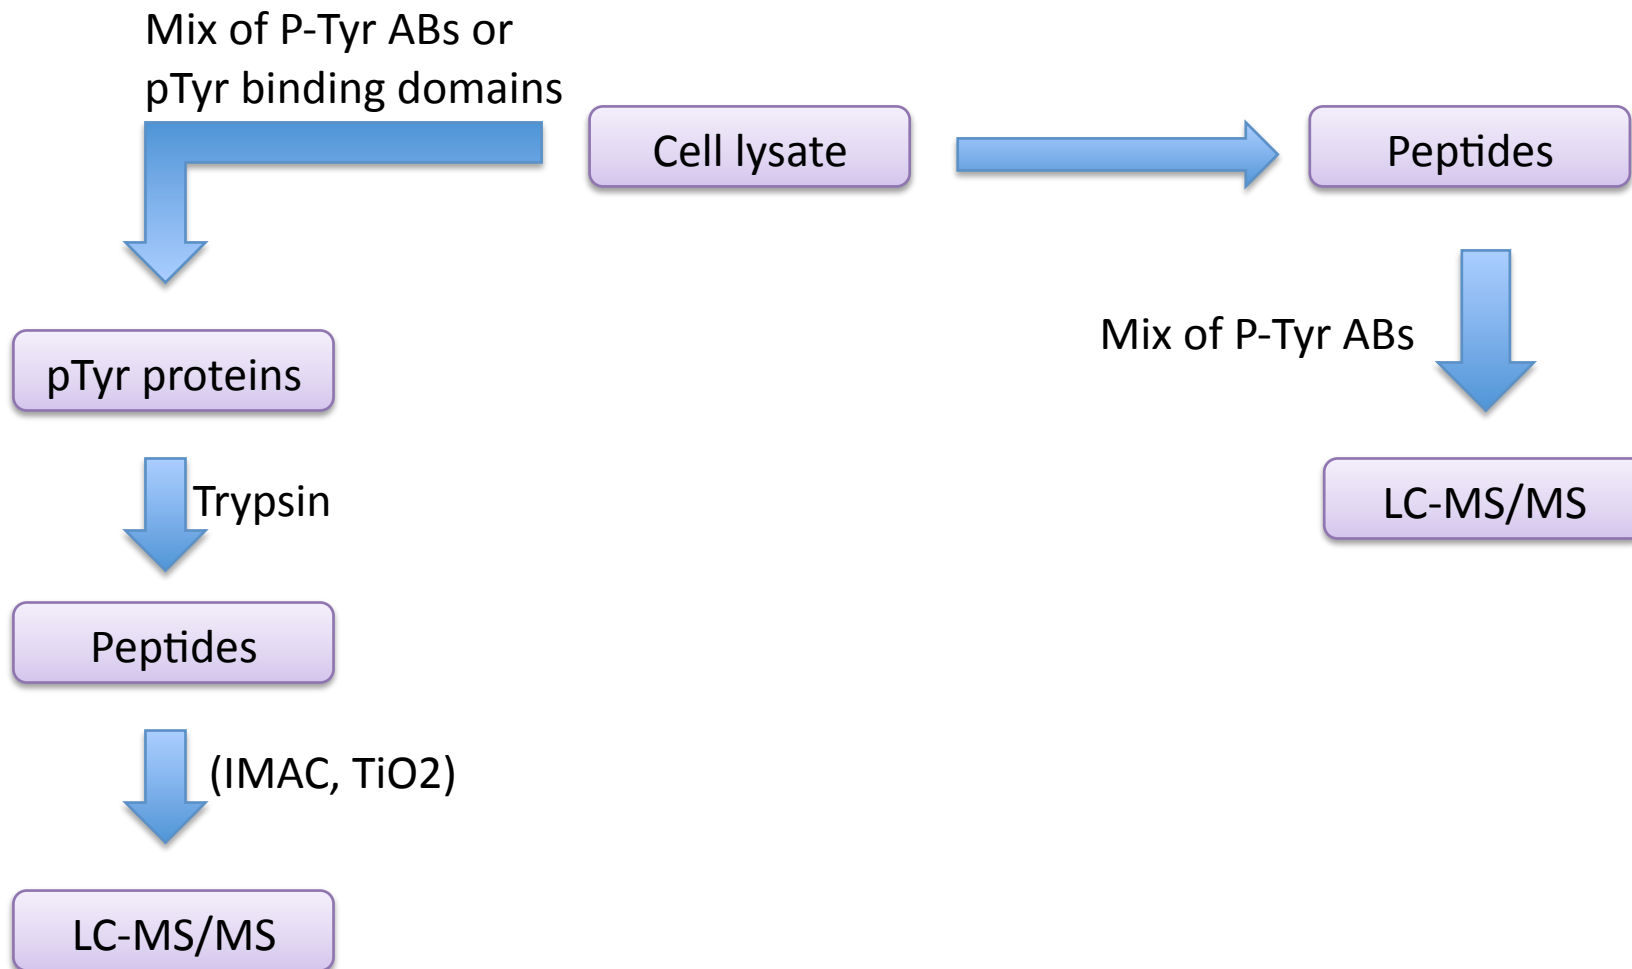 Mix of P-Tyr ABs or
pTyr binding domains
Cell lysate
Peptides
Mix of P-Tyr ABs
LC-MS/MS
pTyr proteins
Trypsin
Peptides
(IMAC, TiO2)
LC-MS/MS